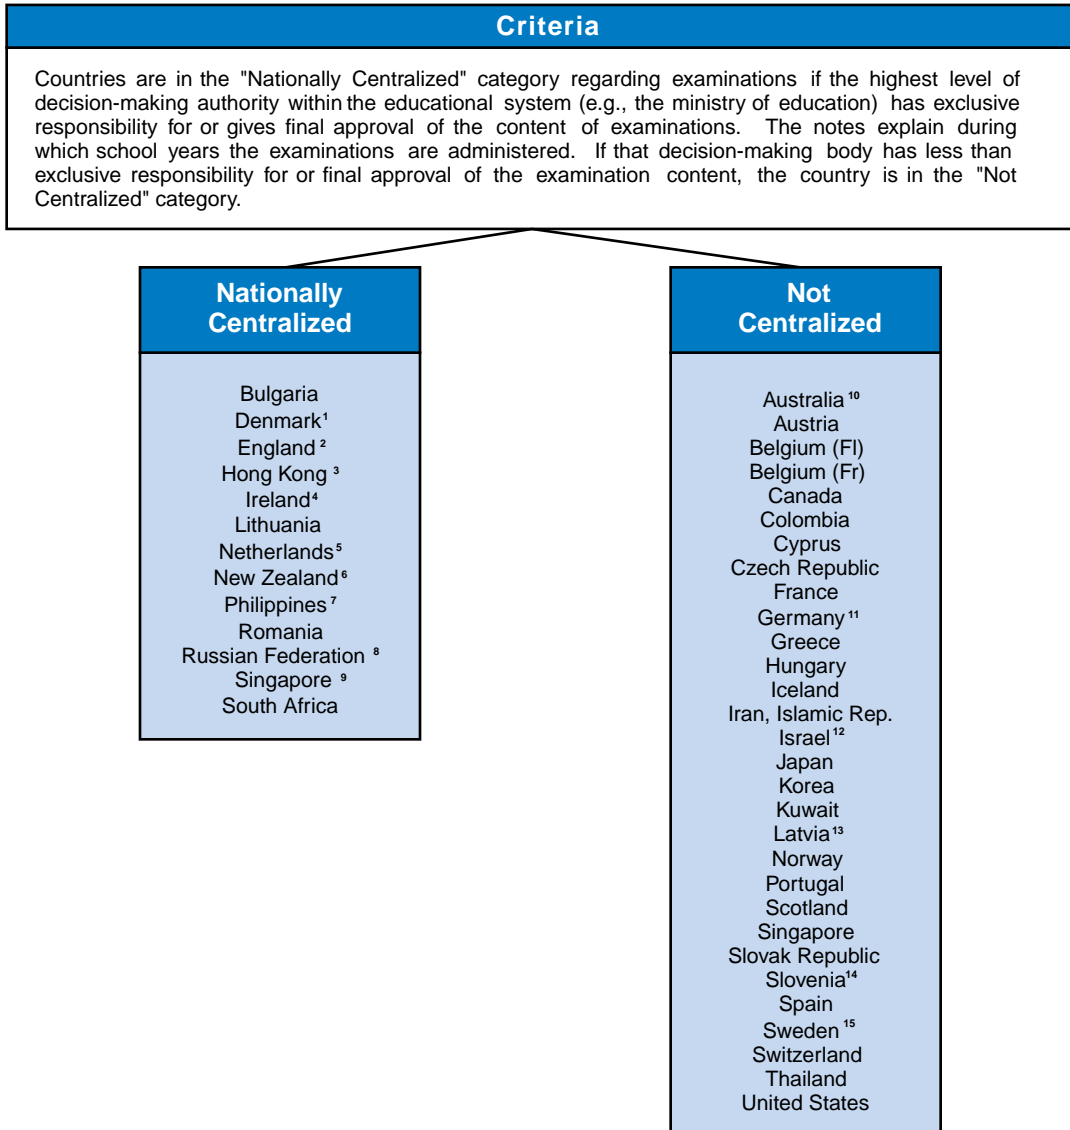 Criteria
Countries are in the "Nationally Centralized" category regarding examinations if the highest level of
decision-making authority within the educational system (e.g., the ministry of education) has exclusive
responsibility for or gives final approval of the content of examinations. The notes explain during
which school years the examinations are administered. If that decision-making body has less than
exclusive responsibility for or final approval of the examination content, the country is in the "Not
Centralized" category.
Nationally
Centralized
Bulgaria
Denmark¹
England ²
Hong Kong ³
Ireland⁴
Lithuania
Netherlands⁵
New Zealand⁶
Philippines⁷
Romania
Russian Federation ⁸
Singapore ⁹
South Africa
Not
Centralized
Australia ¹⁰
Austria
Belgium (Fl)
Belgium (Fr)
Canada
Colombia
Cyprus
Czech Republic
France
Germany ¹¹
Greece
Hungary
Iceland
Iran, Islamic Rep.
Israel ¹²
Japan
Korea
Kuwait
Latvia ¹³
Norway
Portugal
Scotland
Singapore
Slovak Republic
Slovenia¹⁴
Spain
Sweden ¹⁵
Switzerland
Thailand
United States